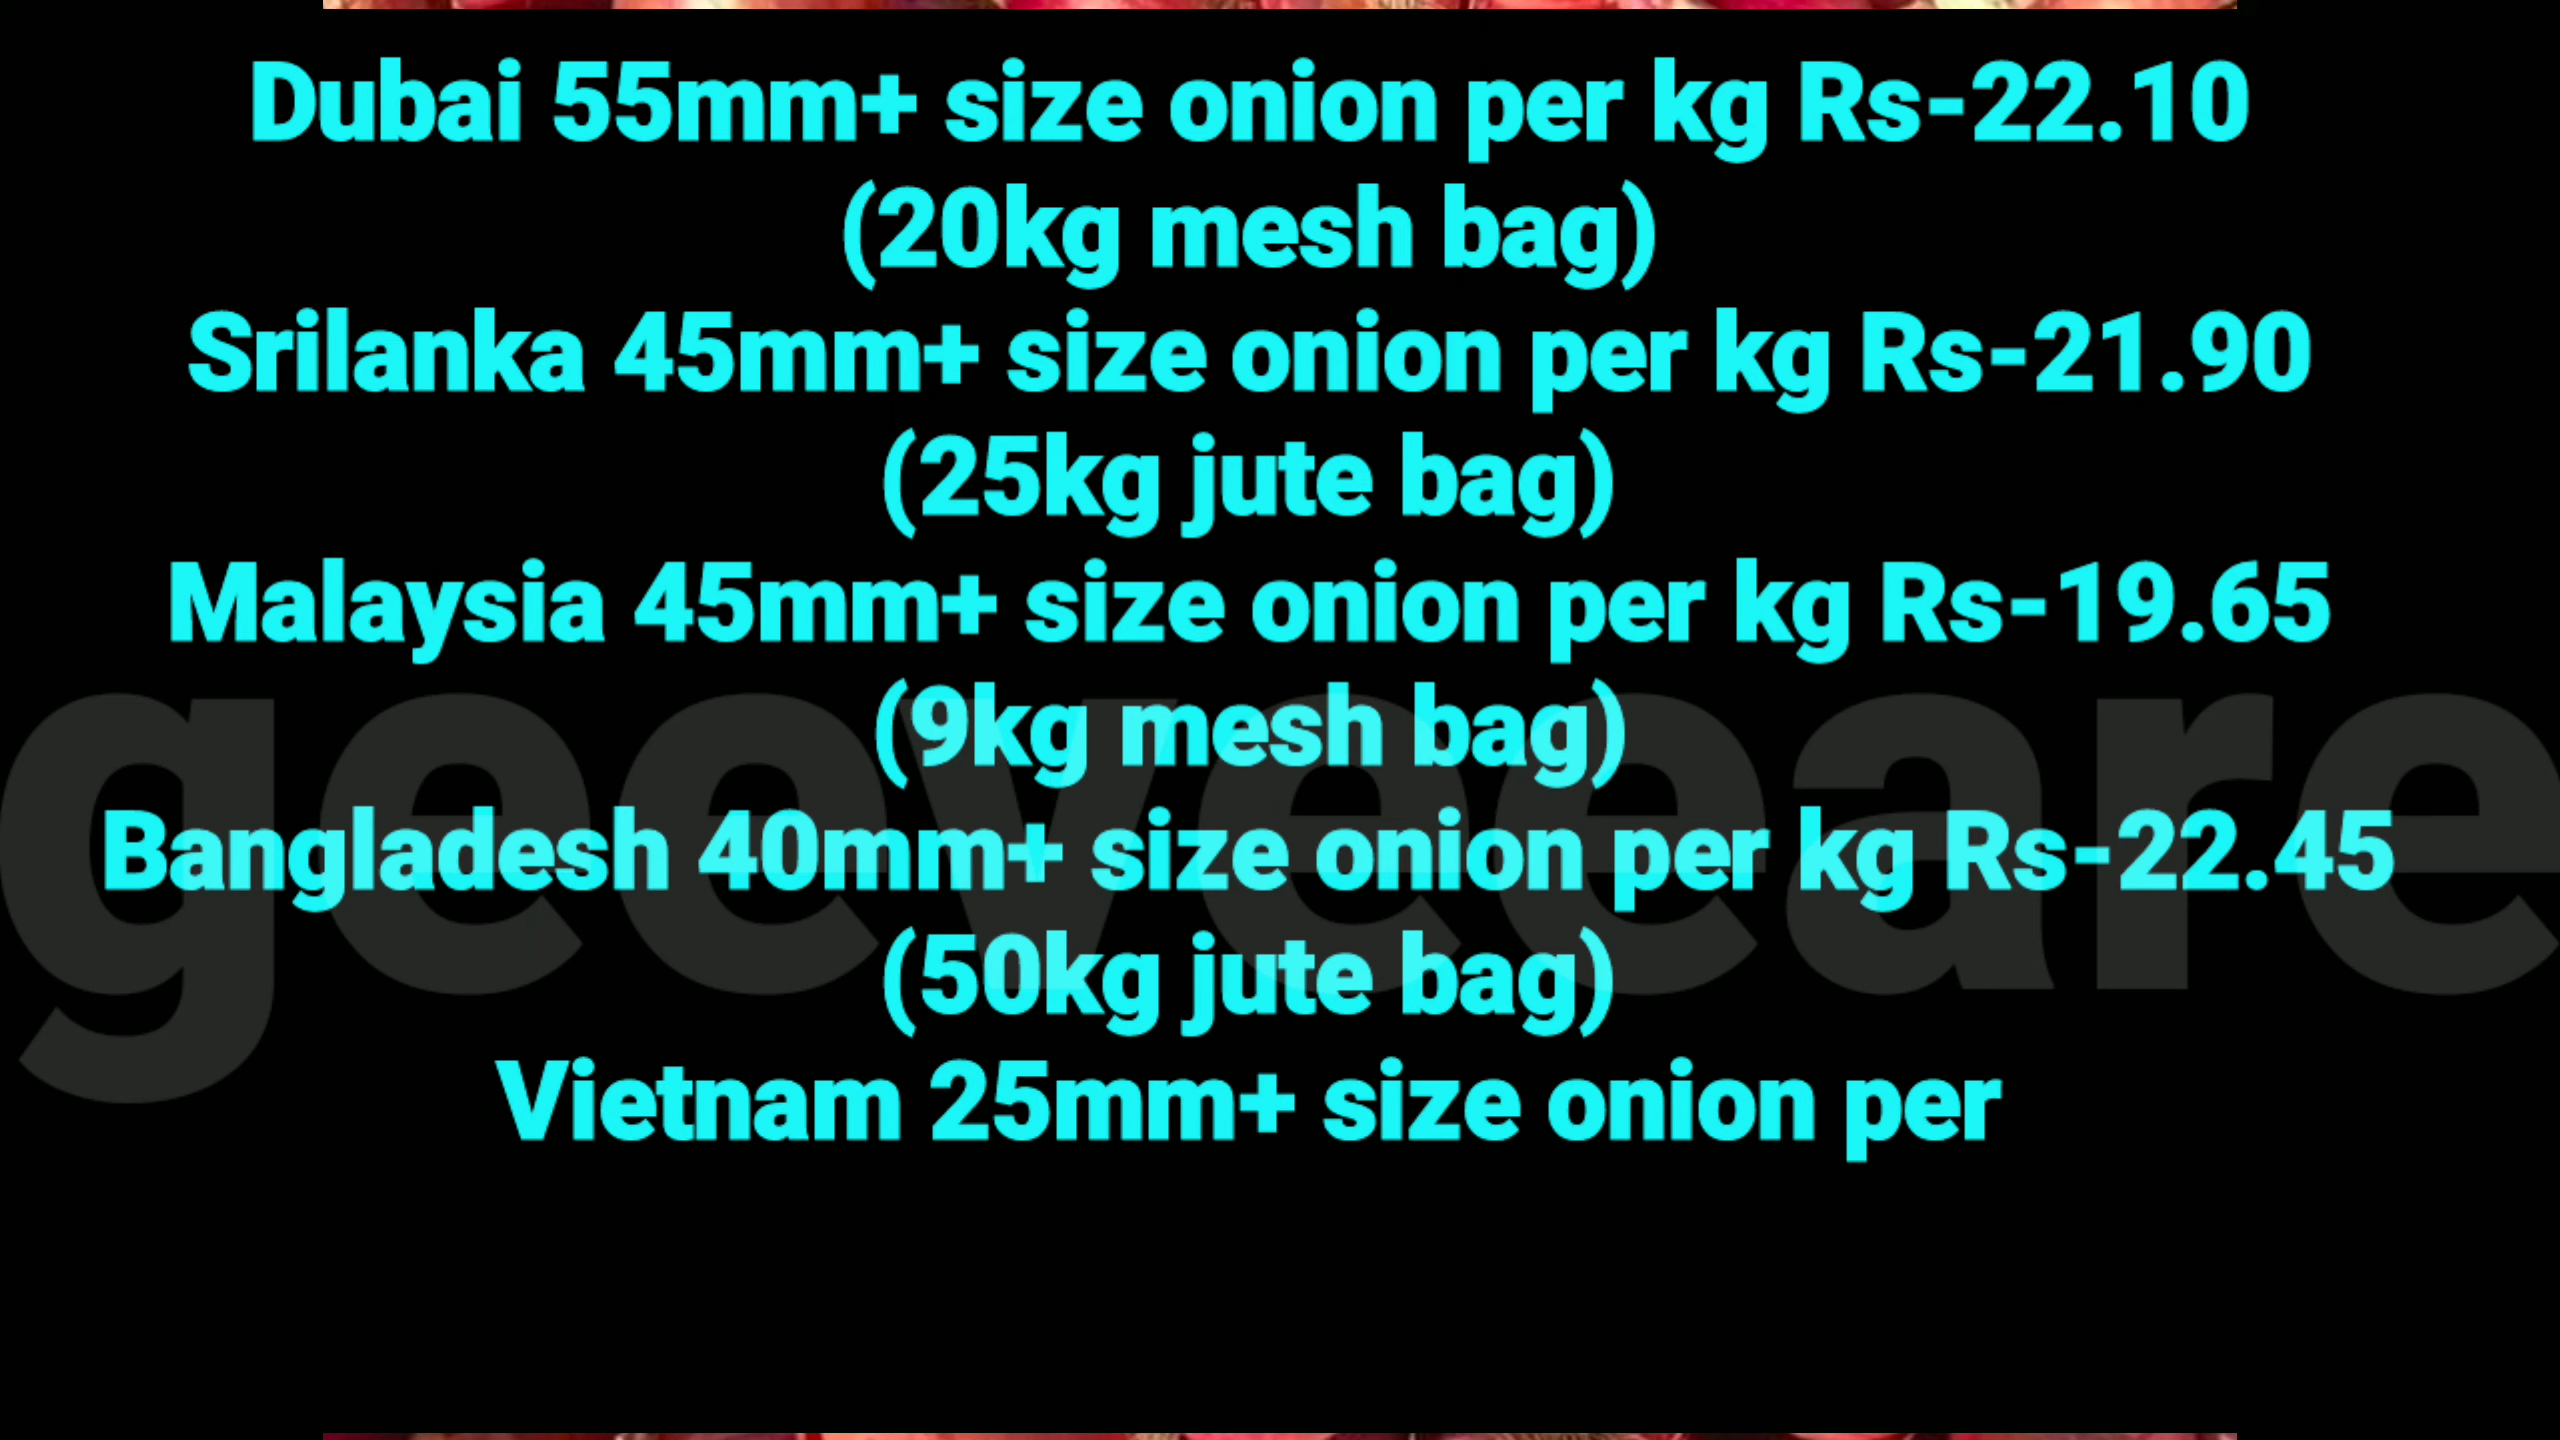 Dubai 55mm+ size onion per kg Rs-22.10
(20kg mesh bag)
Srilanka 45mm+ size onion per kg Rs-21.90
(25kg jute bag)
Malaysia 45mm+ size onion per kg Rs-19.65
(9kg mesh bag)
geeveeeare
Bangladesh 40mm+ size onion per kg Rs-22.45
(50kg jute bag)
Vietnam 25mm+ size onion per